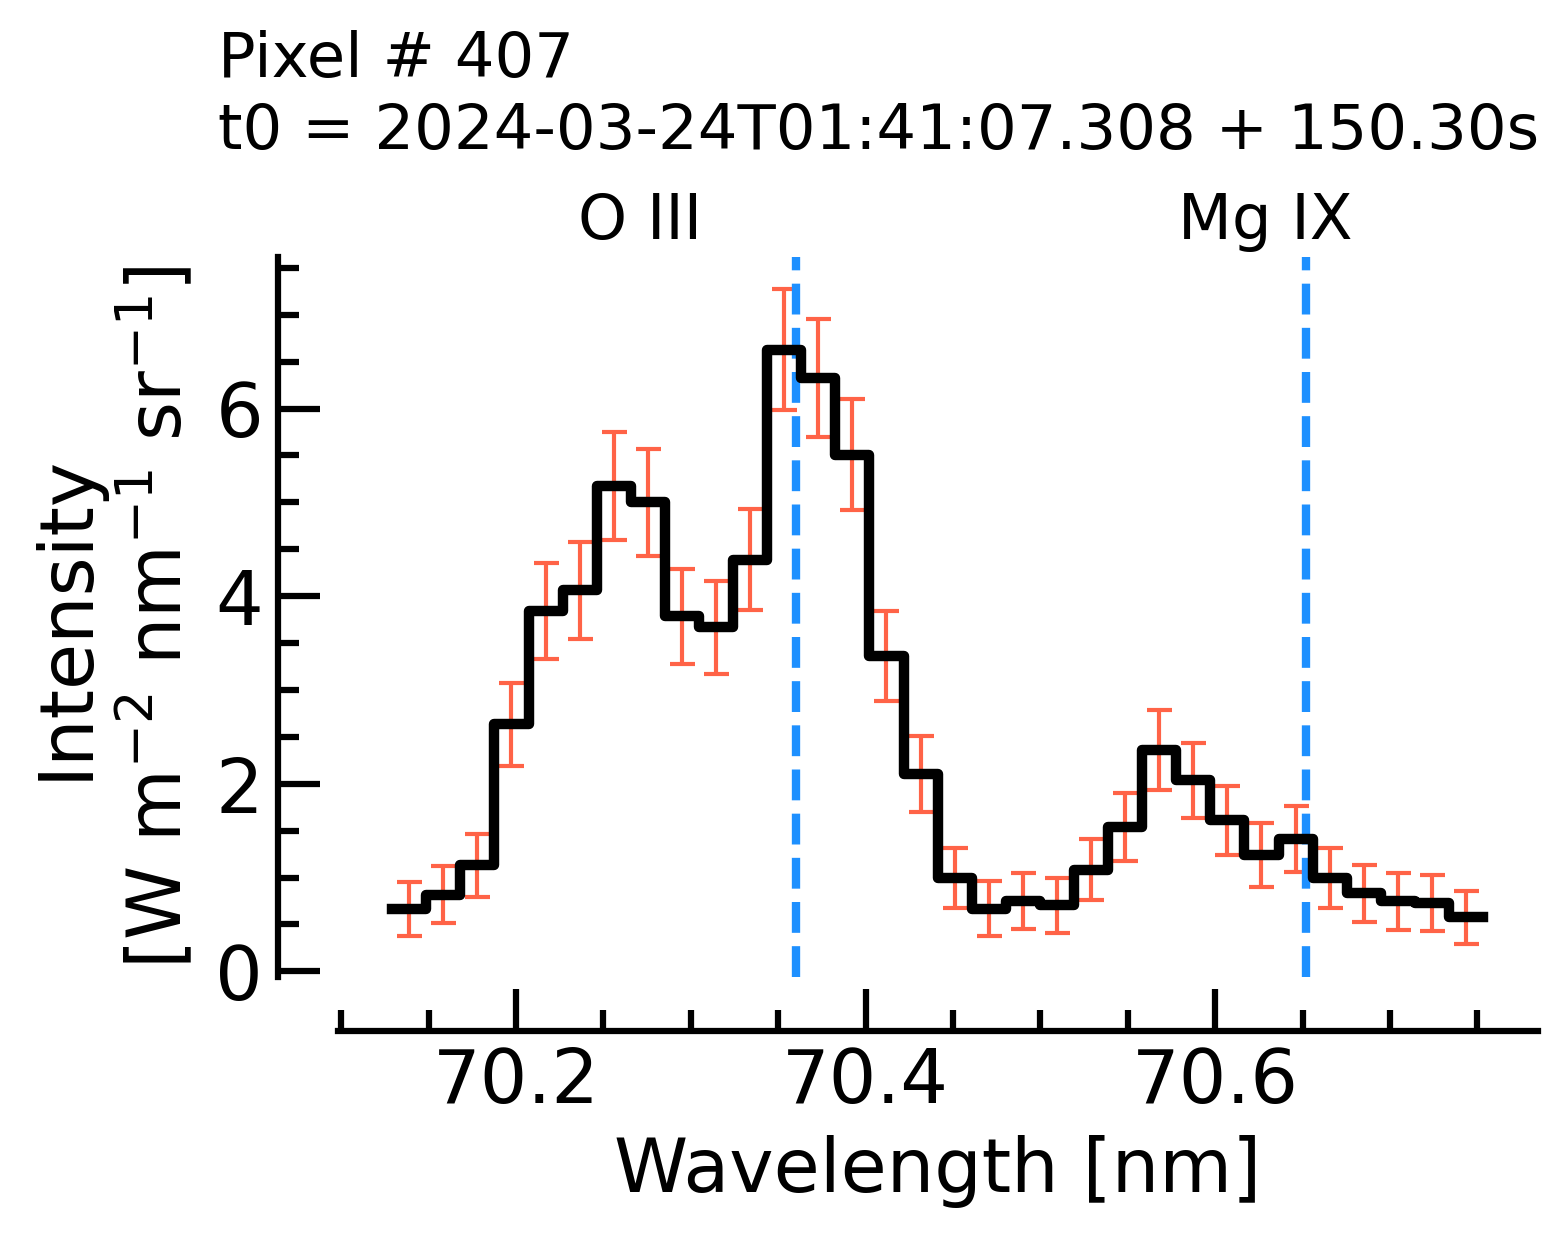 Pixel # 407
t0 = 2024-03-24T01:41:07.308 + 150.30s
O III Mg IX
Intensity
[W m⁻² nm⁻¹ sr⁻¹]
6
4
2
0
70.2 70.4 70.6
Wavelength [nm]